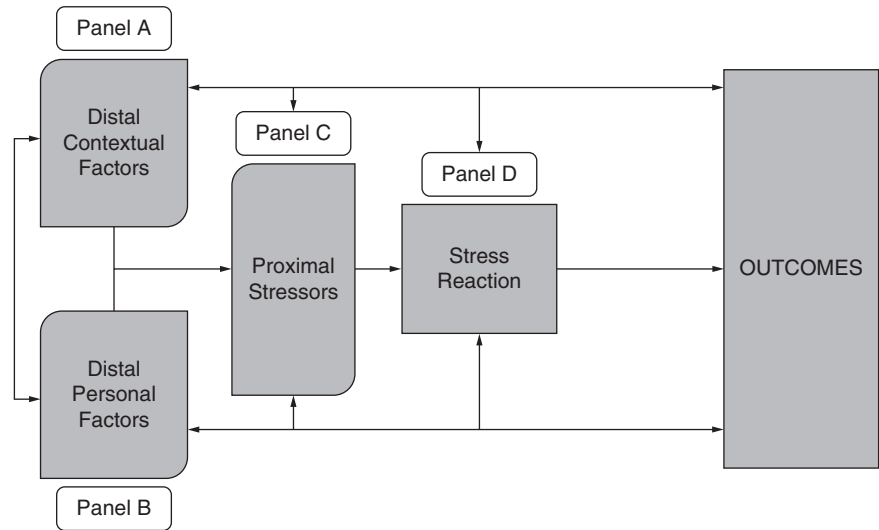 Panel A
Distal
Contextual
Factors
Panel C
Panel D
Proximal
Stressors
Stress
Reaction
OUTCOMES
Distal
Personal
Factors
Panel B